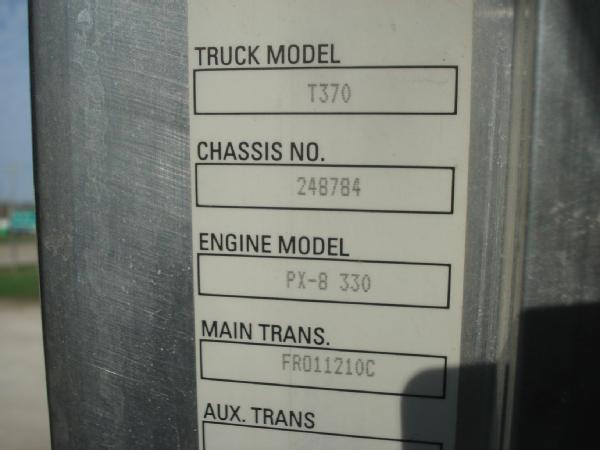 TRUCK MODEL
T370
CHASSIS NO.
248784
ENGINE MODEL
PX-8 330
MAIN TRANS.
FRO11210C
AUX. TRANS